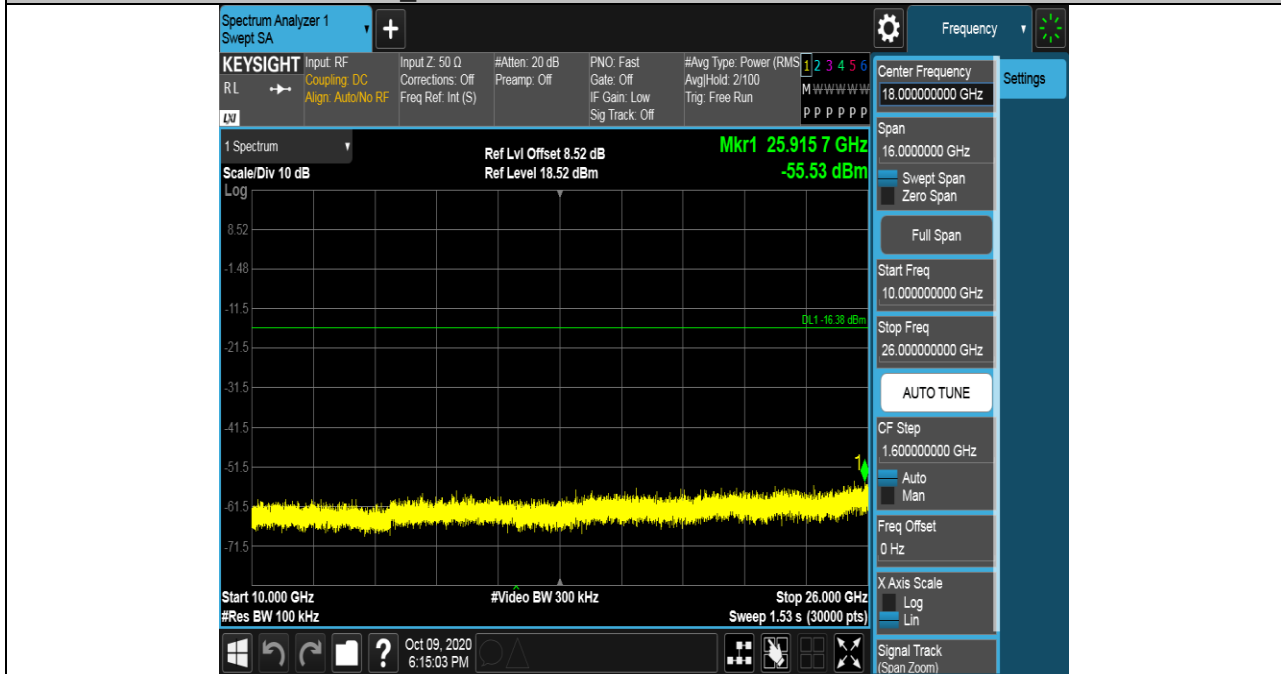 Spectrum Analyzer 1
Swept SA
+
Frequency
KEYSIGHT
RL
LXI
Input: RF
Coupling: DC
Align: Auto/No RF
Input Z: 50 Ω
Corrections: Off
Freq Ref: Int (S)
#Atten: 20 dB
Preamp: Off
PNO: Fast
Gate: Off
IF Gain: Low
Sig Track: Off
#Avg Type: Power (RMS
Avg|Hold: 2/100
Trig: Free Run
1 2 3 4 5 6
M W W W W W
P P P P P P
1 Spectrum
Scale/Div 10 dB
Log
Ref Lvl Offset 8.52 dB
Ref Level 18.52 dBm
Mkr1 25.915 7 GHz
-55.53 dBm
8.52
-1.48
-11.5
DL1 -16.38 dBm
-21.5
-31.5
-41.5
-51.5
1
-61.5
-71.5
Start 10.000 GHz
#Video BW 300 kHz
Stop 26.000 GHz
#Res BW 100 kHz
Sweep 1.53 s (30000 pts)
?
Oct 09, 2020
6:15:03 PM
Center Frequency
18.000000000 GHz
Settings
Span
16.0000000 GHz
Swept Span
Zero Span
Full Span
Start Freq
10.000000000 GHz
Stop Freq
26.000000000 GHz
AUTO TUNE
CF Step
1.600000000 GHz
Auto
Man
Freq Offset
0 Hz
X Axis Scale
Log
Lin
Signal Track
(Span Zoom)